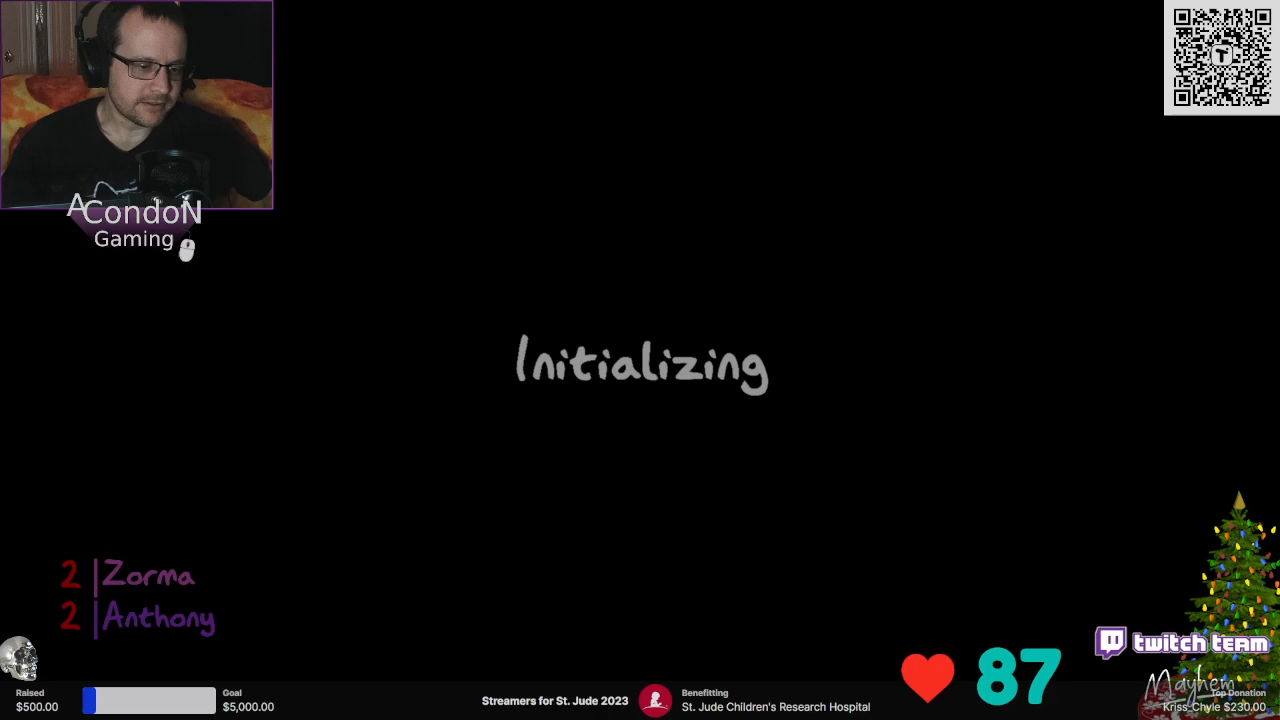 ACondoN
Gaming
Initializing
2 Zorma
2 Anthony
twitch team
Mayhem
Raised
$500.00
Goal
$5,000.00
Streamers for St. Jude 2023
Benefitting
St. Jude Children's Research Hospital
87
Top Donation
Kriss_Chyle $230.00